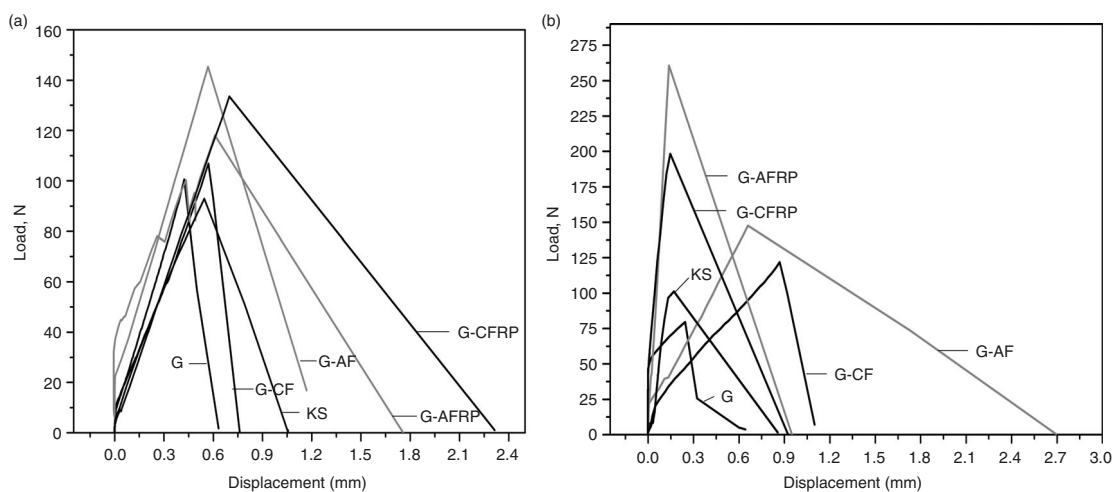 (a)
160
140
120
100
80
60
40
20
0
Load, N
0.0 0.3 0.6 0.9 1.2 1.5 1.8 2.1 2.4
Displacement (mm)
G
G-CF
KS
G-AF
G-AFRP
G-CFRP
(b)
275
250
225
200
175
150
125
100
75
50
25
0
Load, N
0.0 0.3 0.6 0.9 1.2 1.5 1.8 2.1 2.4 2.7 3.0
Displacement (mm)
G-AFRP
G-CFRP
KS
G-AF
G-CF
G